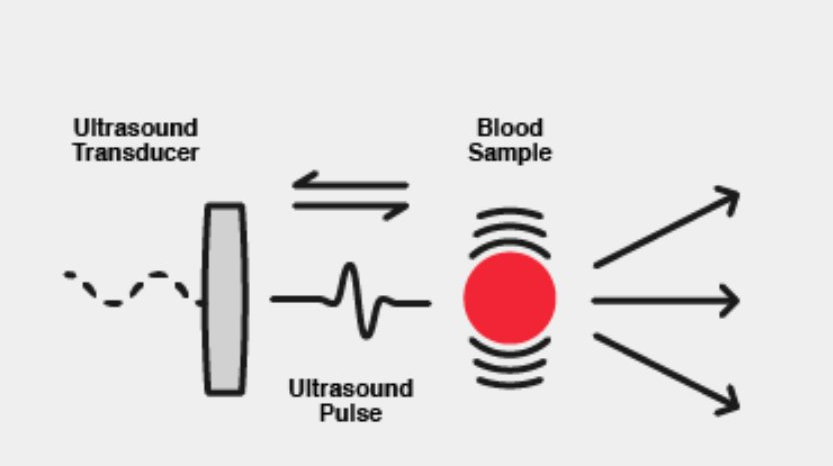 Ultrasound
Transducer
Blood
Sample
Ultrasound
Pulse